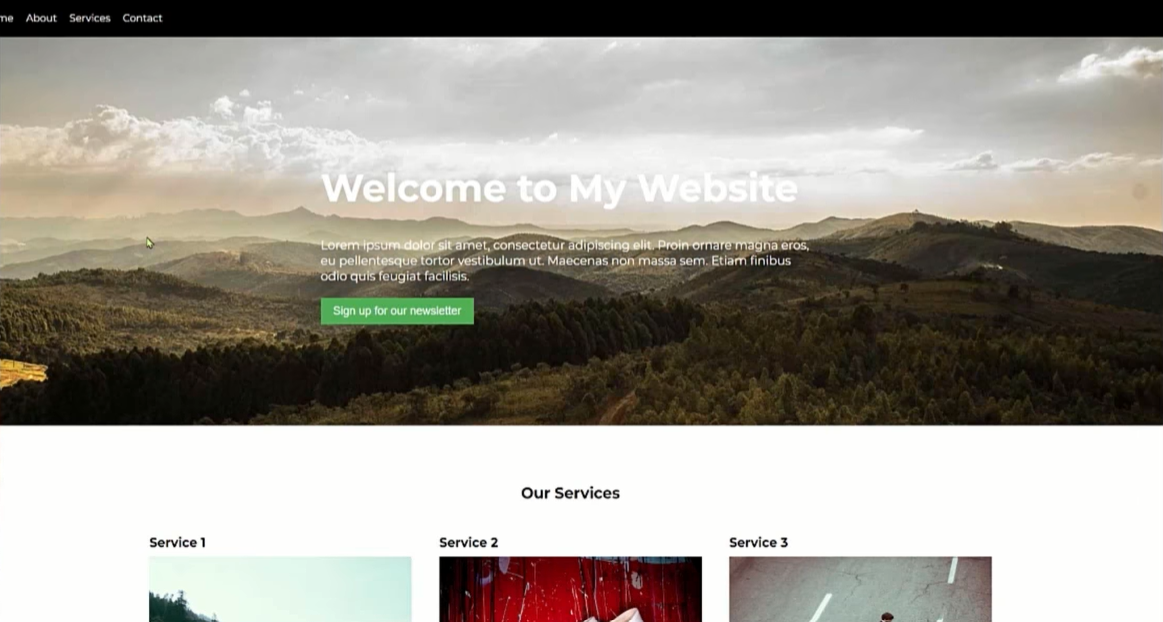 me About Services Contact
Welcome to My Website
Lorem ipsum dolor sit amet, consectetur adipiscing elit. Proin ornare magna eros,
eu pellentesque tortor vestibulum ut. Maecenas non massa sem. Etiam finibus
odio quis feugiat facilisis.
Sign up for our newsletter
Our Services
Service 1 Service 2 Service 3